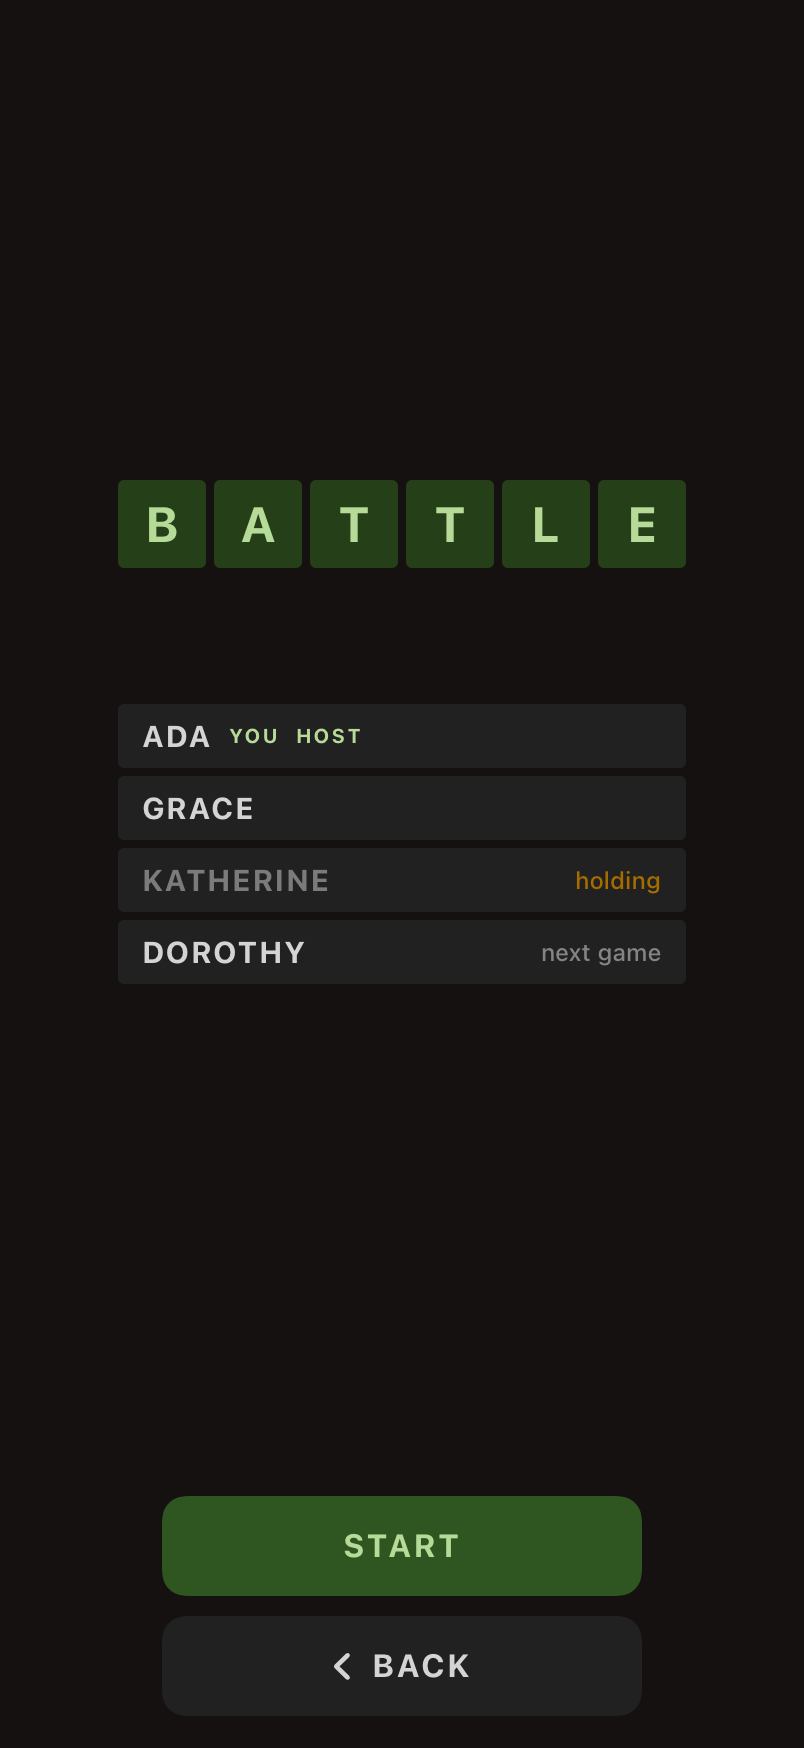 BATTLE
ADA YOU HOST
GRACE
KATHERINE holding
DOROTHY next game
START
BACK